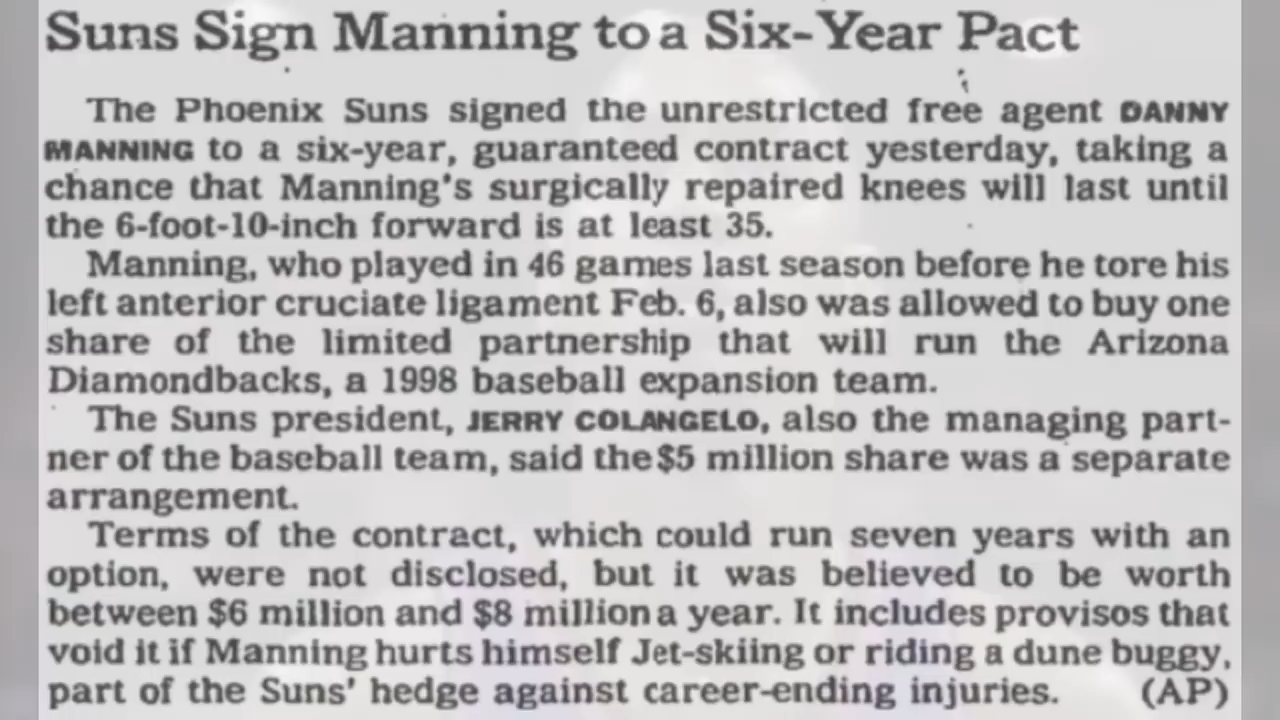 Suns Sign Manning to a Six-Year Pact
The Phoenix Suns signed the unrestricted free agent DANNY
MANNING to a six-year, guaranteed contract yesterday, taking a
chance that Manning's surgically repaired knees will last until
the 6-foot-10-inch forward is at least 35.
Manning, who played in 46 games last season before he tore his
left anterior cruciate ligament Feb. 6, also was allowed to buy one
share of the limited partnership that will run the Arizona
Diamondbacks, a 1998 baseball expansion team.
The Suns president, JERRY COLANGELO, also the managing part-
ner of the baseball team, said the $5 million share was a separate
arrangement.
Terms of the contract, which could run seven years with an
option, were not disclosed, but it was believed to be worth
between $6 million and $8 million a year. It includes provisos that
void it if Manning hurts himself Jet-skiing or riding a dune buggy,
part of the Suns' hedge against career-ending injuries. (AP)